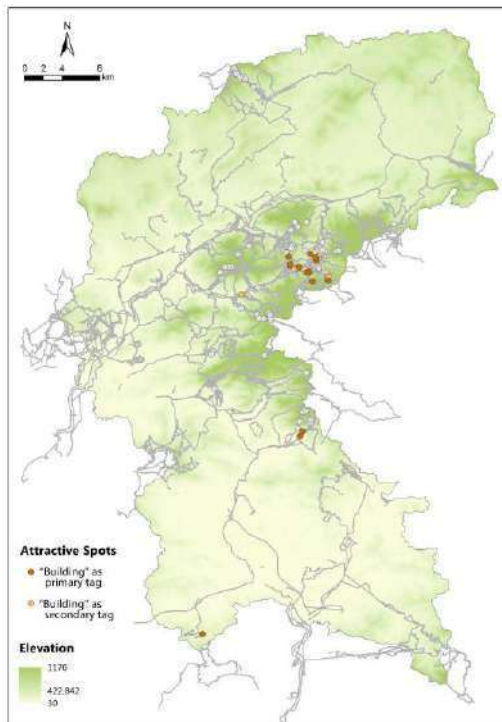 N
0 2 4 8
km
Attractive Spots
"Building" as
primary tag
"Building" as
secondary tag
Elevation
1170
422.842
30